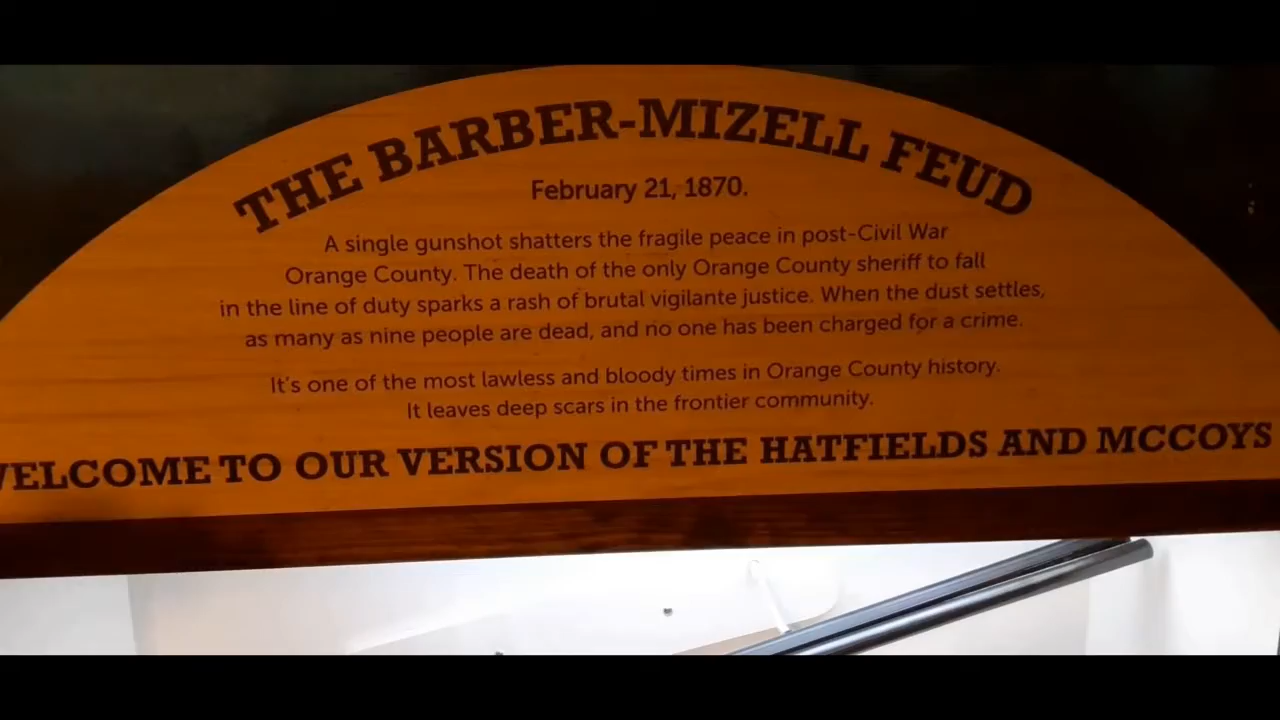 THE BARBER-MIZELL FEUD
February 21, 1870.
A single gunshot shatters the fragile peace in post-Civil War
Orange County. The death of the only Orange County sheriff to fall
in the line of duty sparks a rash of brutal vigilante justice. When the dust settles,
as many as nine people are dead, and no one has been charged for a crime.
It's one of the most lawless and bloody times in Orange County history.
It leaves deep scars in the frontier community.
WELCOME TO OUR VERSION OF THE HATFIELDS AND MCCOYS